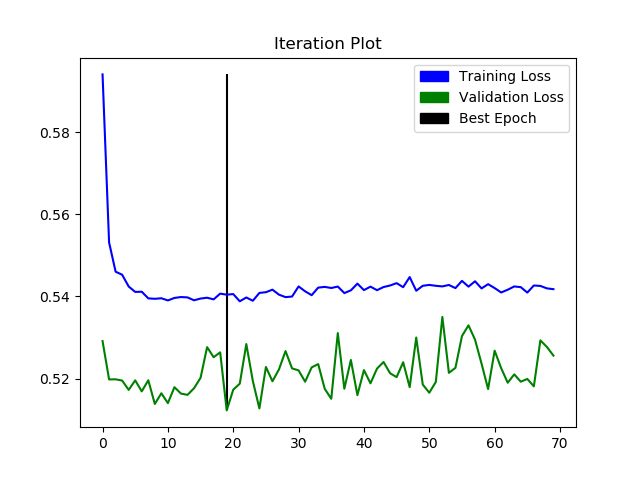 Iteration Plot
Training Loss
Validation Loss
Best Epoch
0.58
0.56
0.54
0.52
0 10 20 30 40 50 60 70